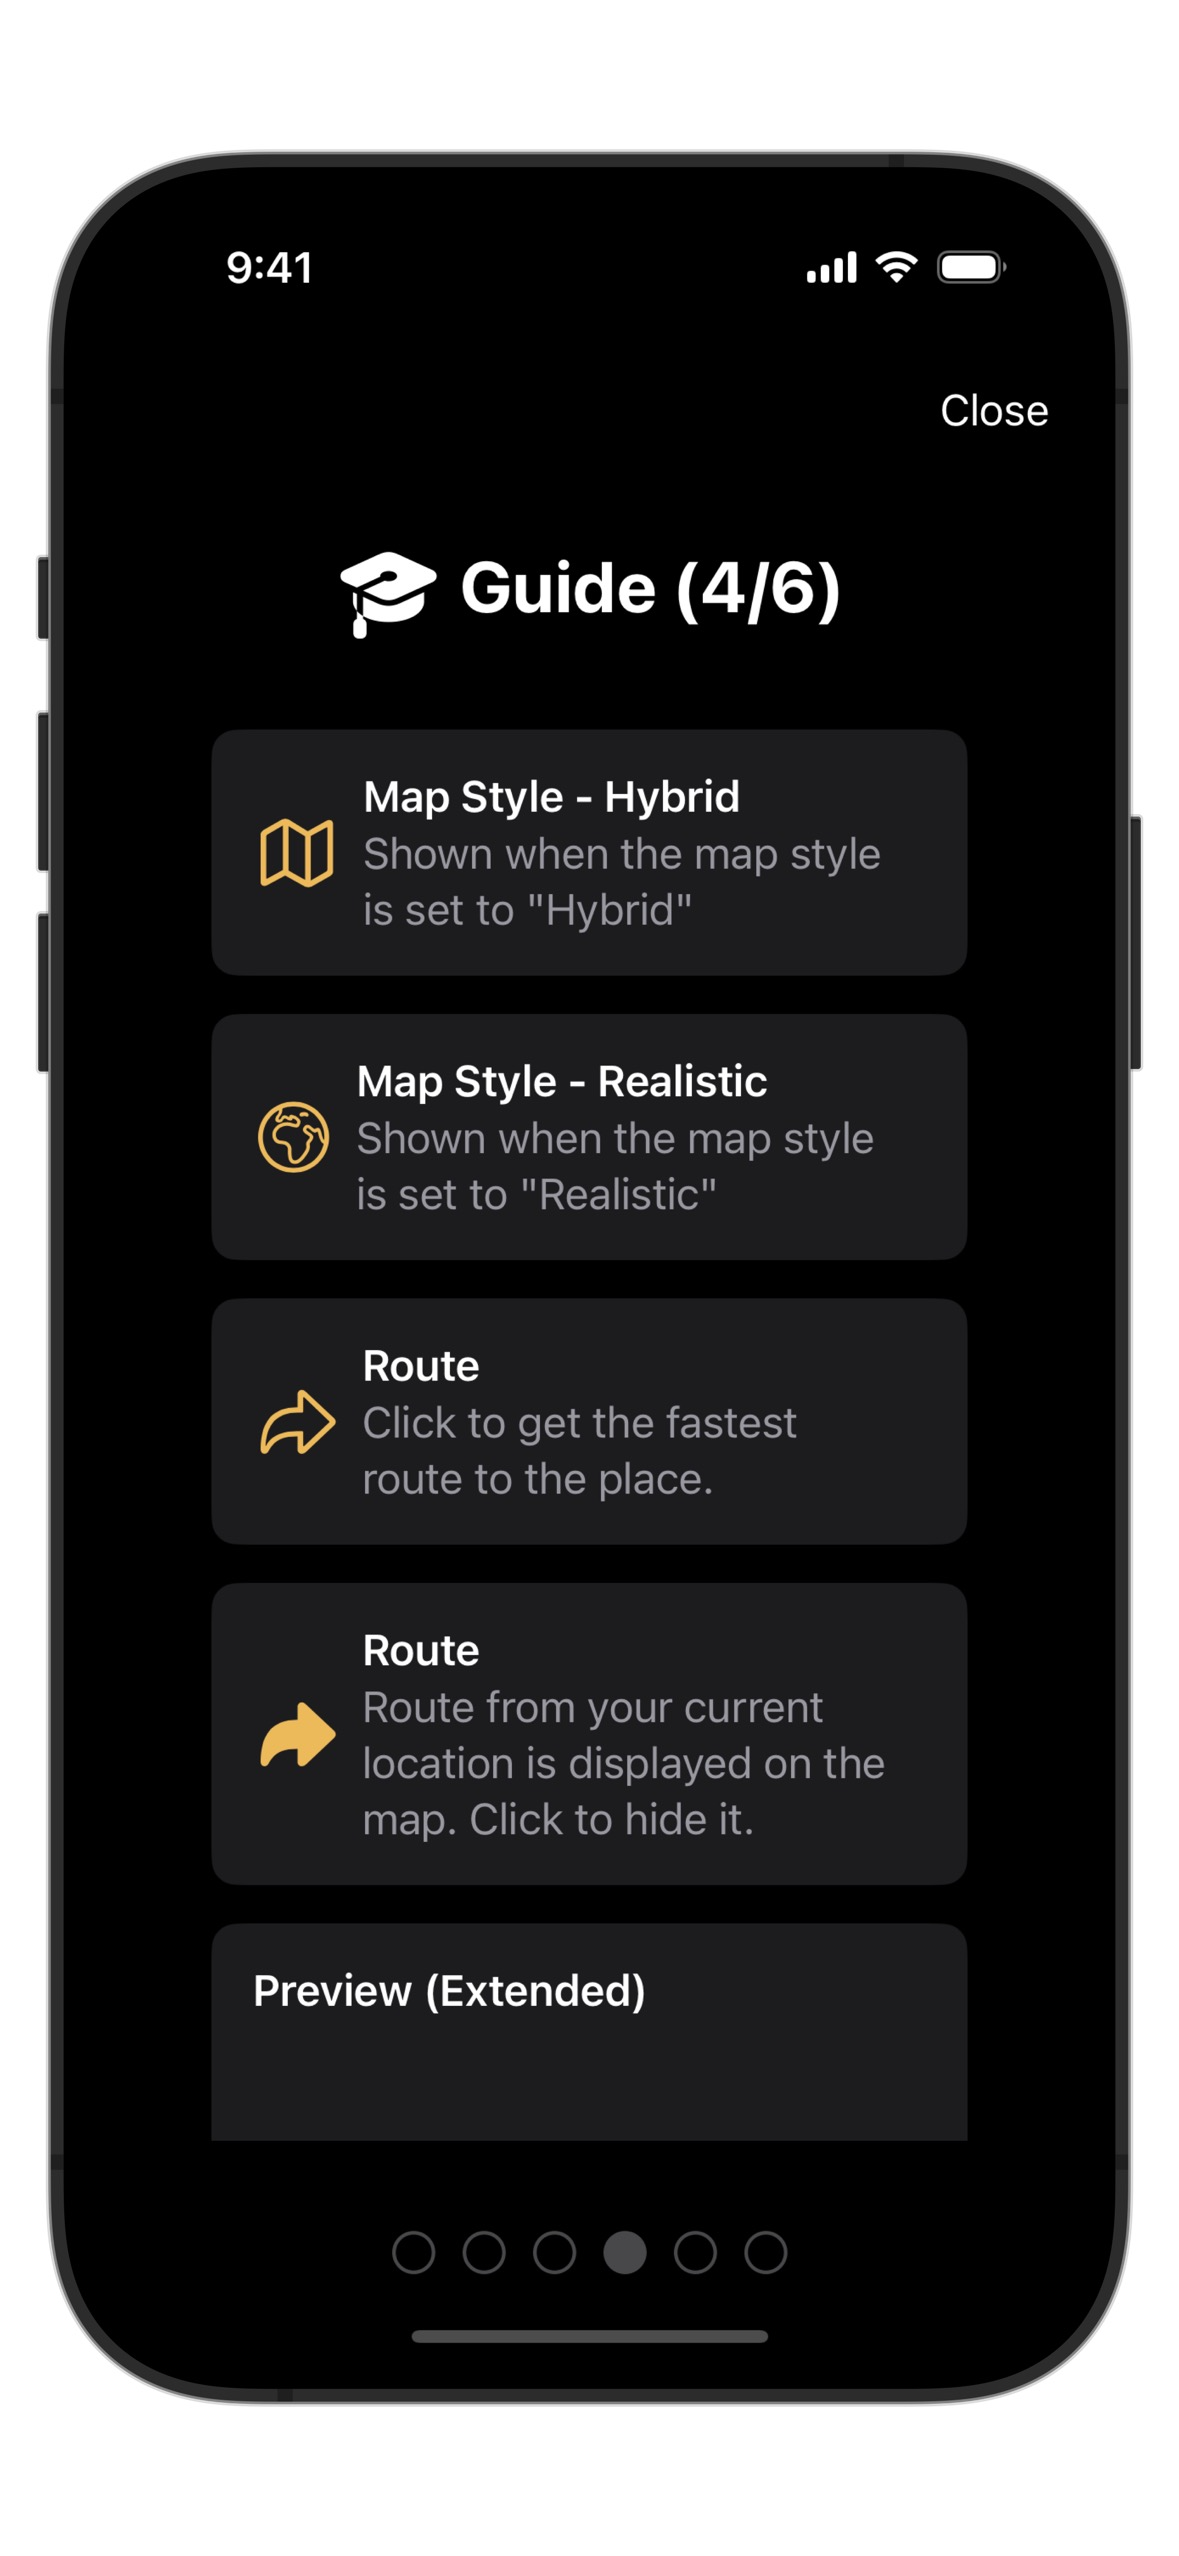 9:41
Close
Guide (4/6)
Map Style - Hybrid
Shown when the map style
is set to "Hybrid"
Map Style - Realistic
Shown when the map style
is set to "Realistic"
Route
Click to get the fastest
route to the place.
Route
Route from your current
location is displayed on the
map. Click to hide it.
Preview (Extended)